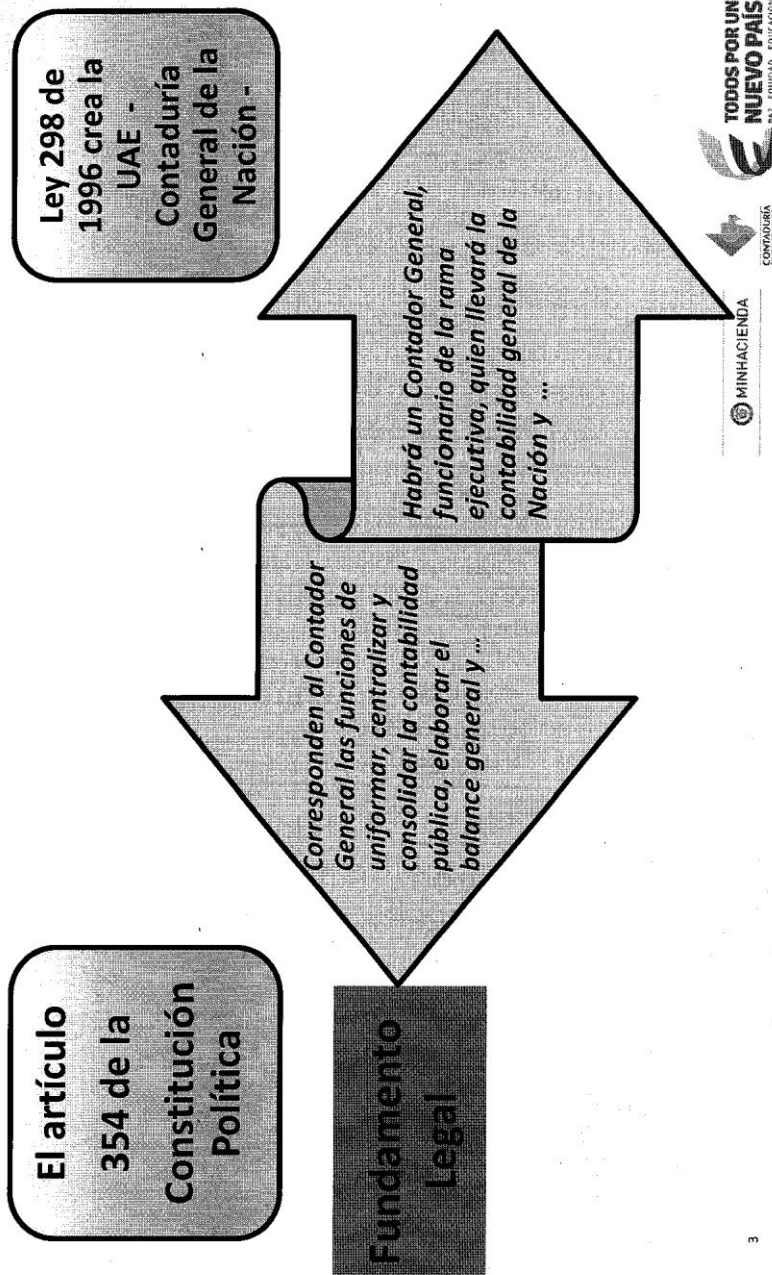 El artículo
354 de la
Constitución
Política
Ley 298 de
1996 crea la
UAE -
Contaduría
General de la
Nación -
Fundamento
Legal
Corresponden al Contador
General las funciones de
uniformar, centralizar y
consolidar la contabilidad
pública, elaborar el
balance general y ...
Habrá un Contador General,
funcionario de la rama
ejecutiva, quien llevará la
contabilidad general de la
Nación y ...
3
MINHACIENDA
CONTADURÍA
TODOS POR UN
NUEVO PAÍS
PAZ EQUIDAD EDUCACIÓN